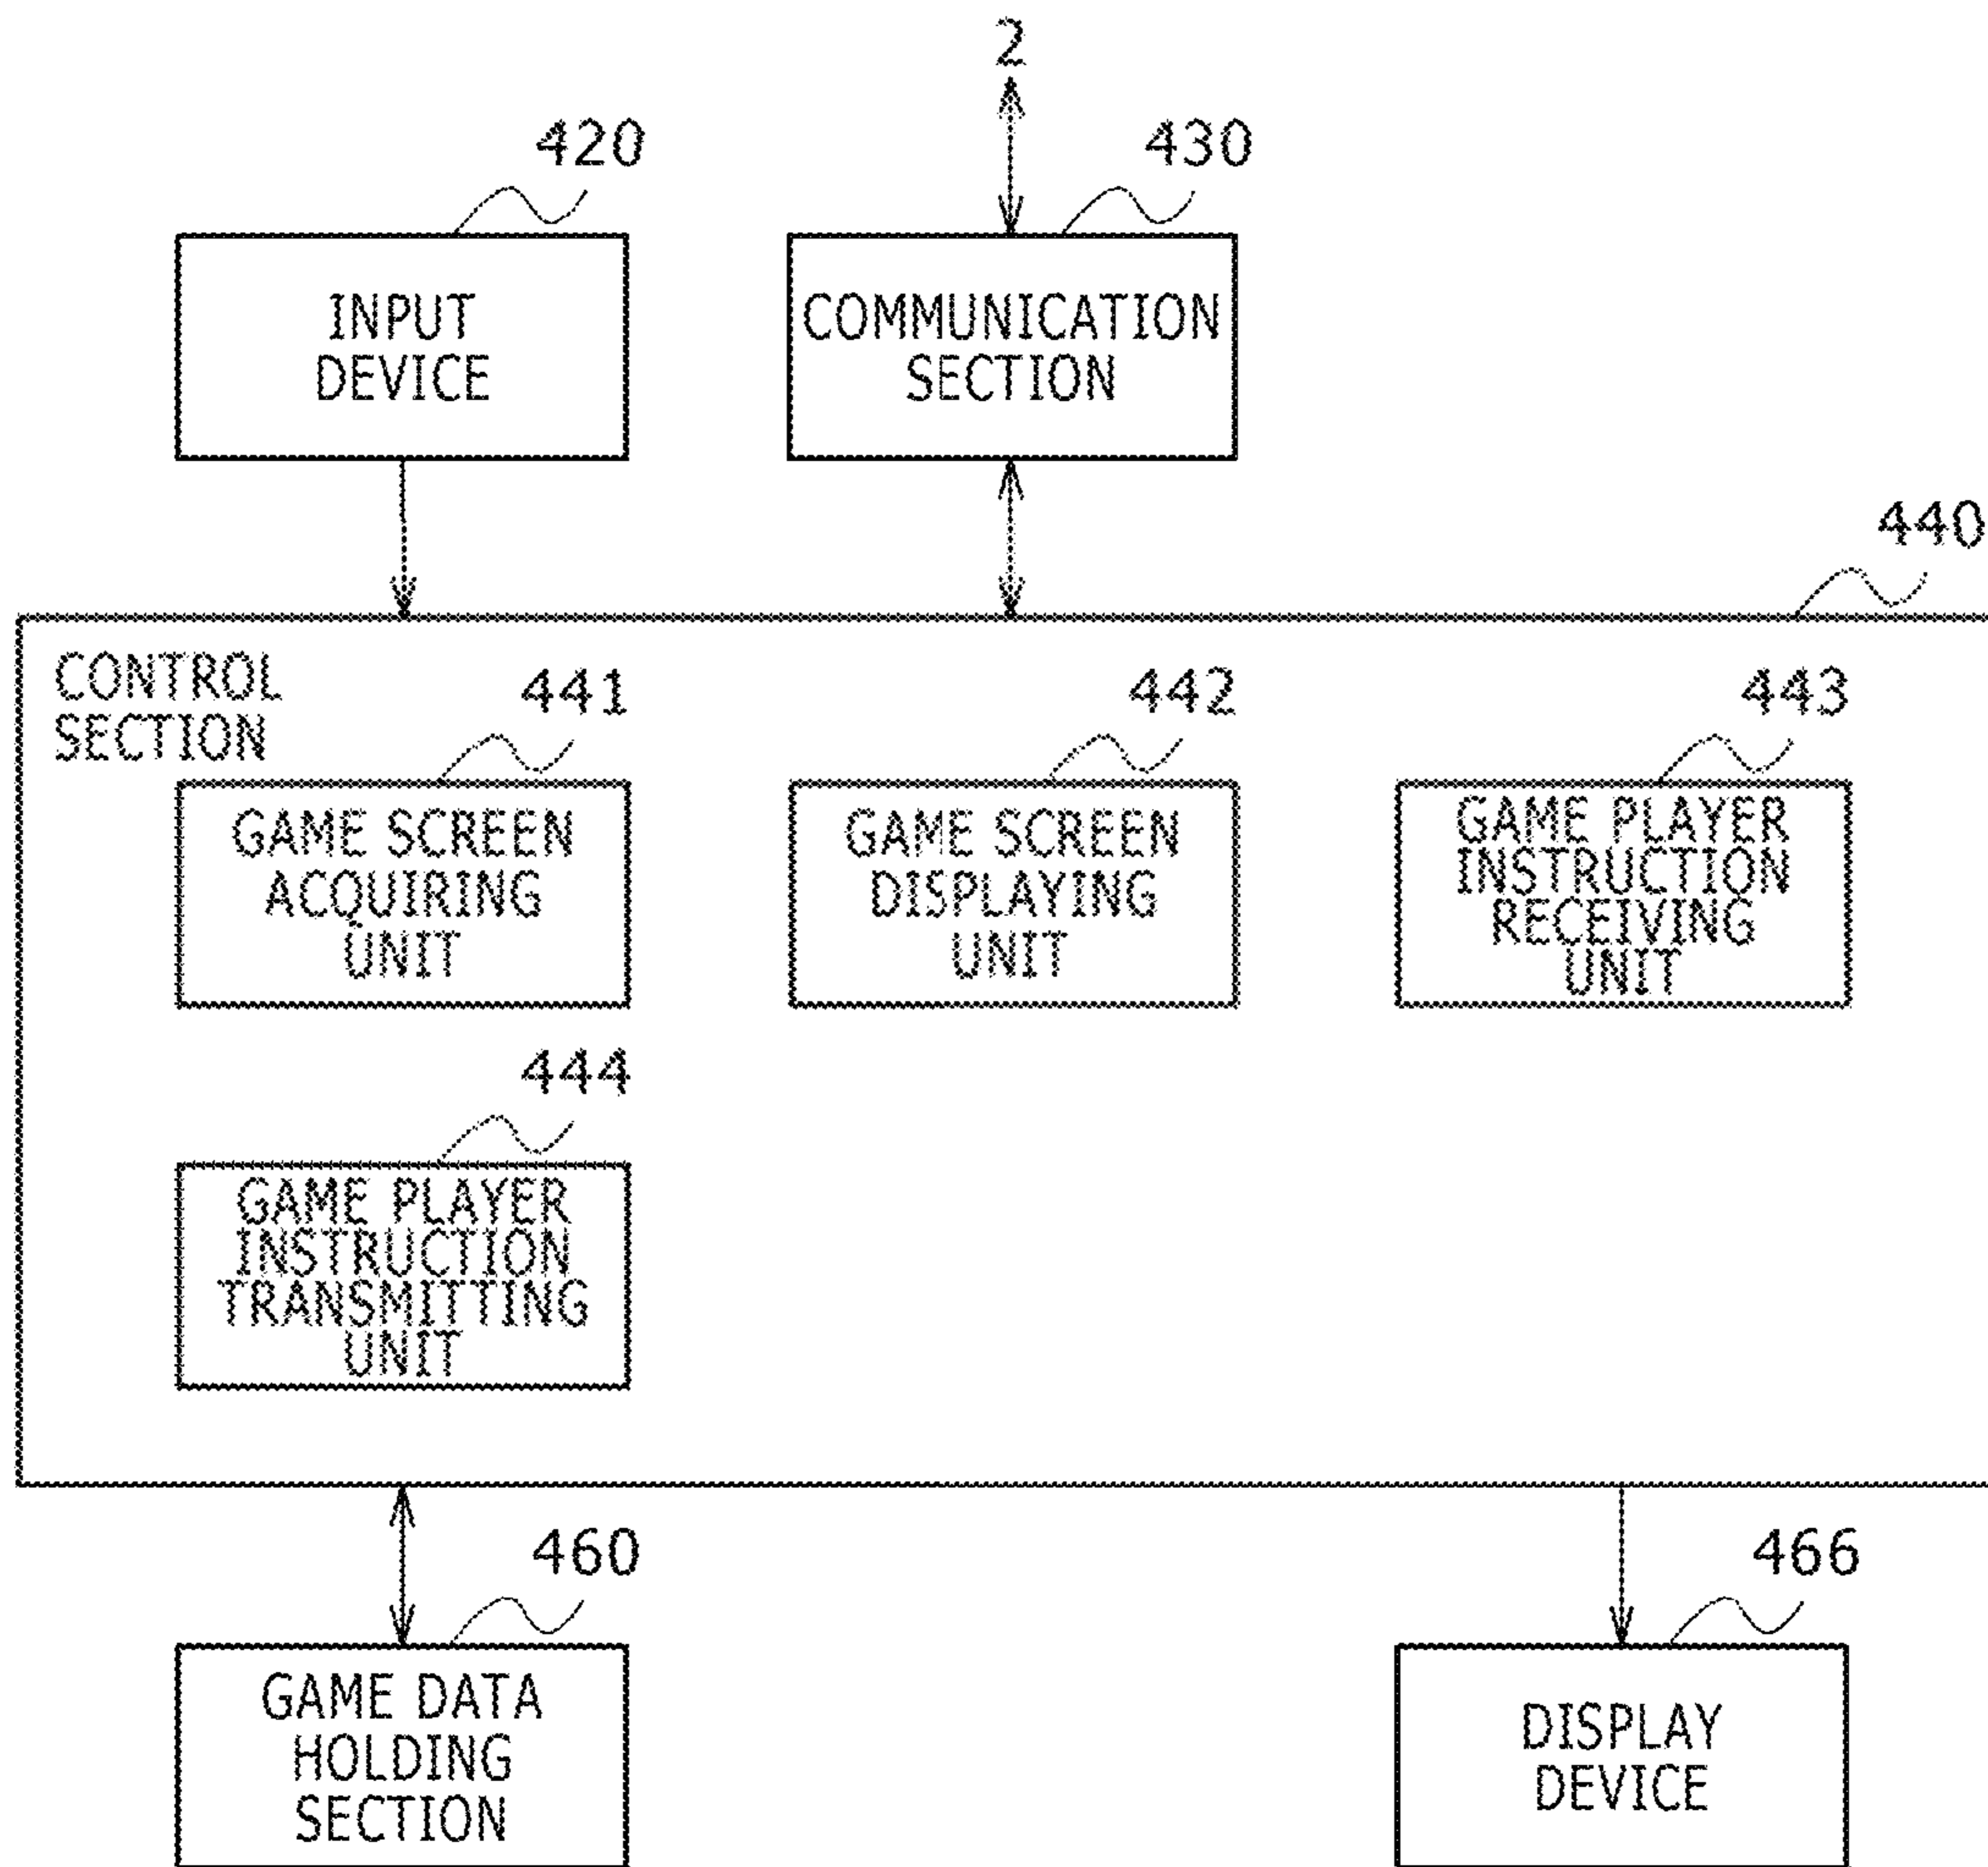 2
420
430
INPUT
DEVICE
COMMUNICATION
SECTION
440
CONTROL
SECTION
441
442
443
GAME SCREEN
ACQUIRING
UNIT
GAME SCREEN
DISPLAYING
UNIT
GAME PLAYER
INSTRUCTION
RECEIVING
UNIT
444
GAME PLAYER
INSTRUCTION
TRANSMITTING
UNIT
460
466
GAME DATA
HOLDING
SECTION
DISPLAY
DEVICE